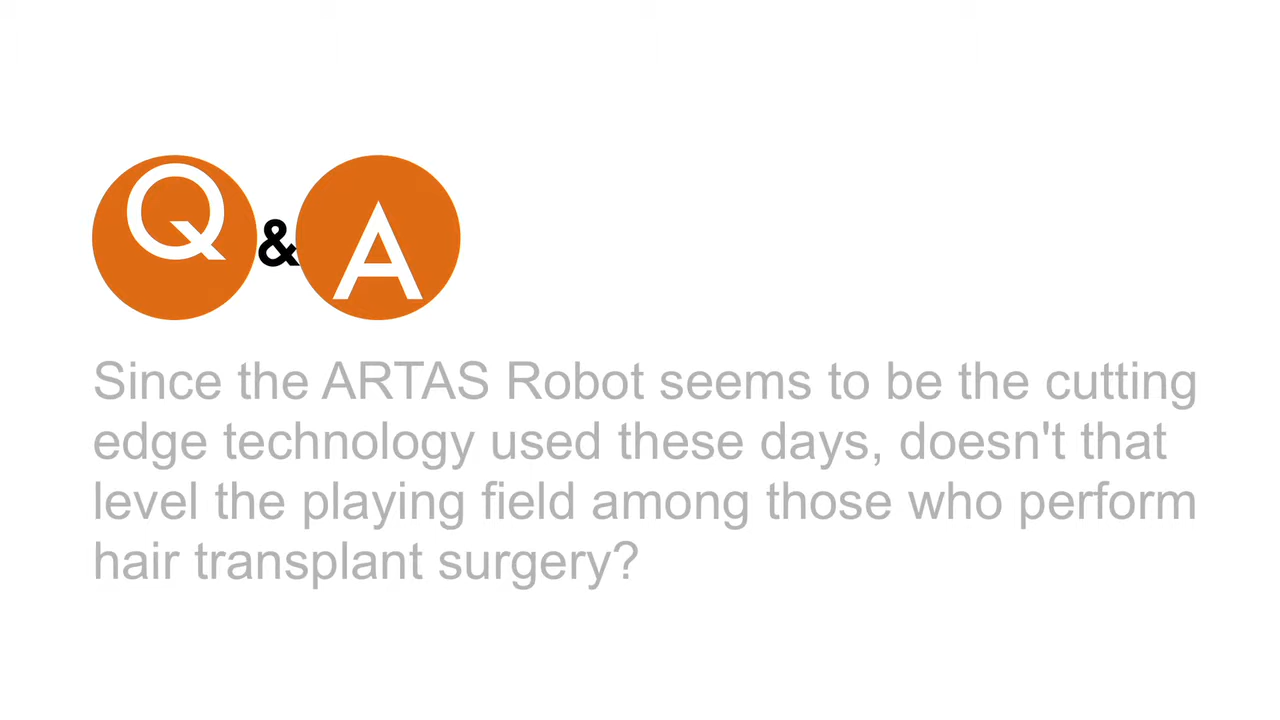 Q & A
Since the ARTAS Robot seems to be the cutting
edge technology used these days, doesn't that
level the playing field among those who perform
hair transplant surgery?